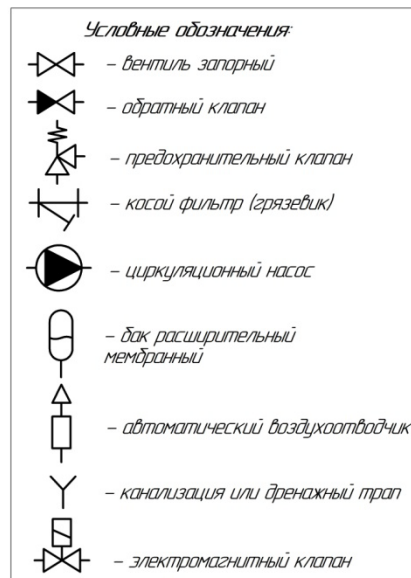 Условные обозначения:
– вентиль запорный
– обратный клапан
– предохранительный клапан
– косой фильтр (грязевик)
– циркуляционный насос
– бак расширительный
мембранный
– автоматический воздухоотводчик
– канализация или дренажный трап
– электромагнитный клапан